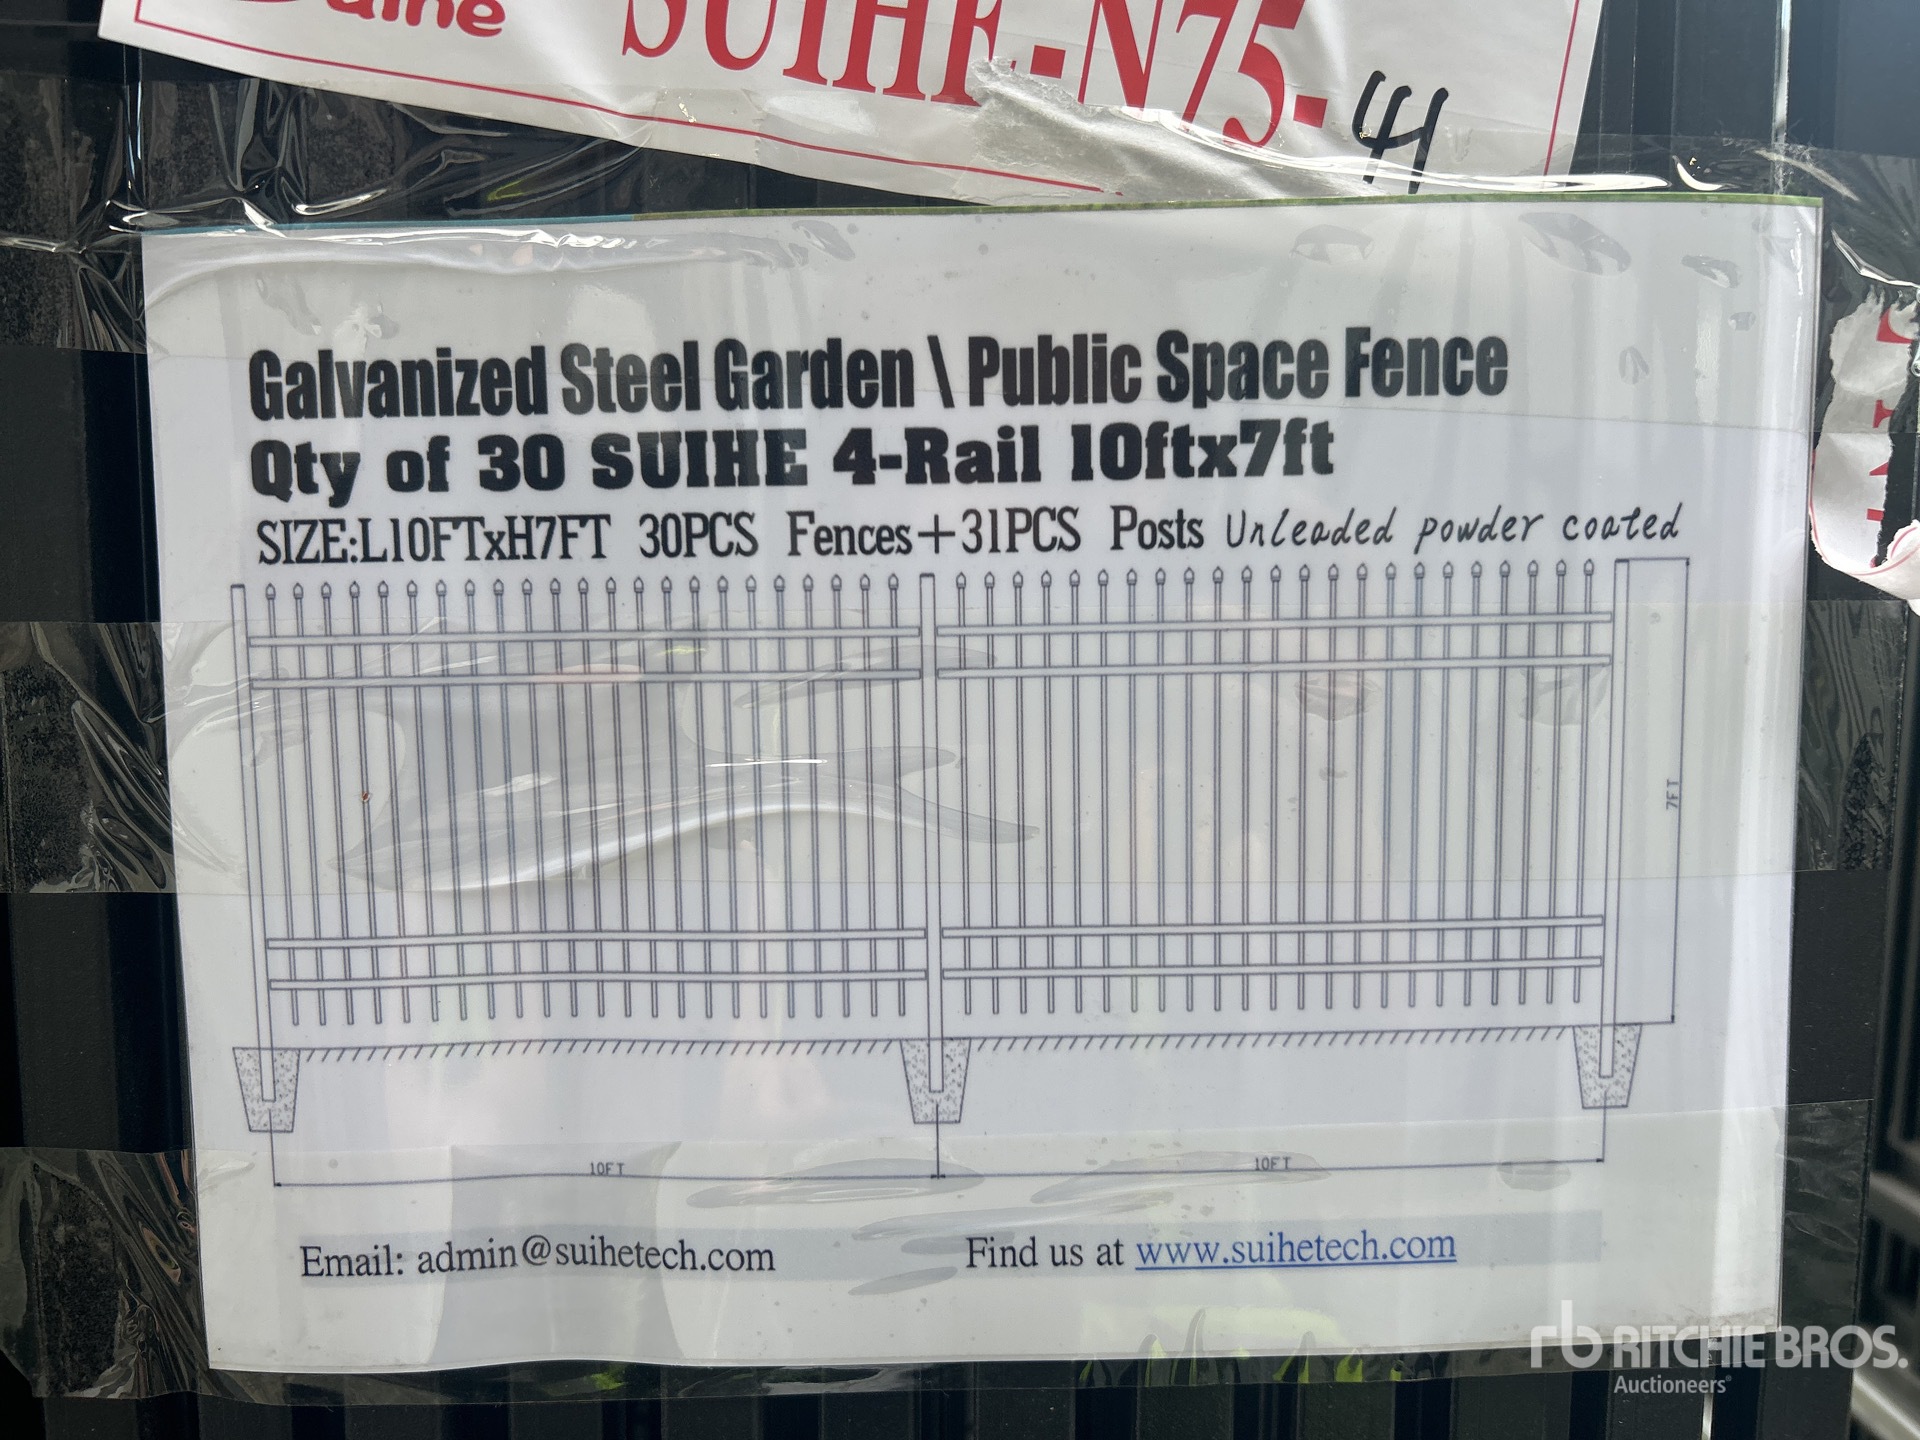 Suihe SUIHE-N75-41
Galvanized Steel Garden \ Public Space Fence
Qty of 30 SUIHE 4-Rail 10ftx7ft
SIZE:L10FTxH7FT 30PCS Fences+31PCS Posts Unleaded powder coated
7FT
10FT 10FT
Email: admin@suihetech.com Find us at www.suihetech.com
rb RITCHIE BROS.
Auctioneers